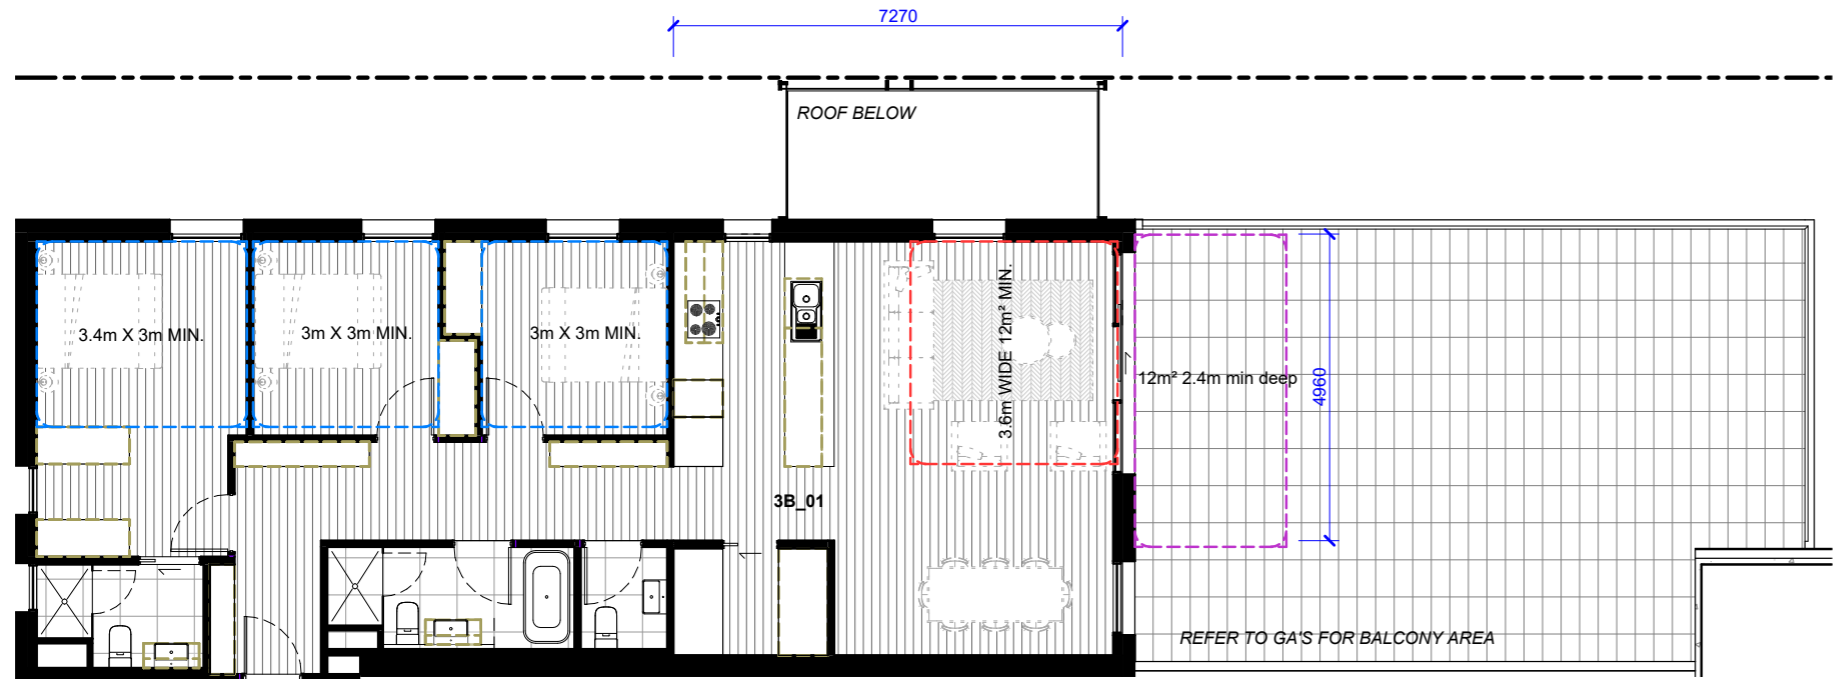 7270
ROOF BELOW
3.4m X 3m MIN.
3m X 3m MIN.
3m X 3m MIN.
3.6m WIDE 12m² MIN.
12m² 2.4m min deep
4960
3B_01
REFER TO GA'S FOR BALCONY AREA